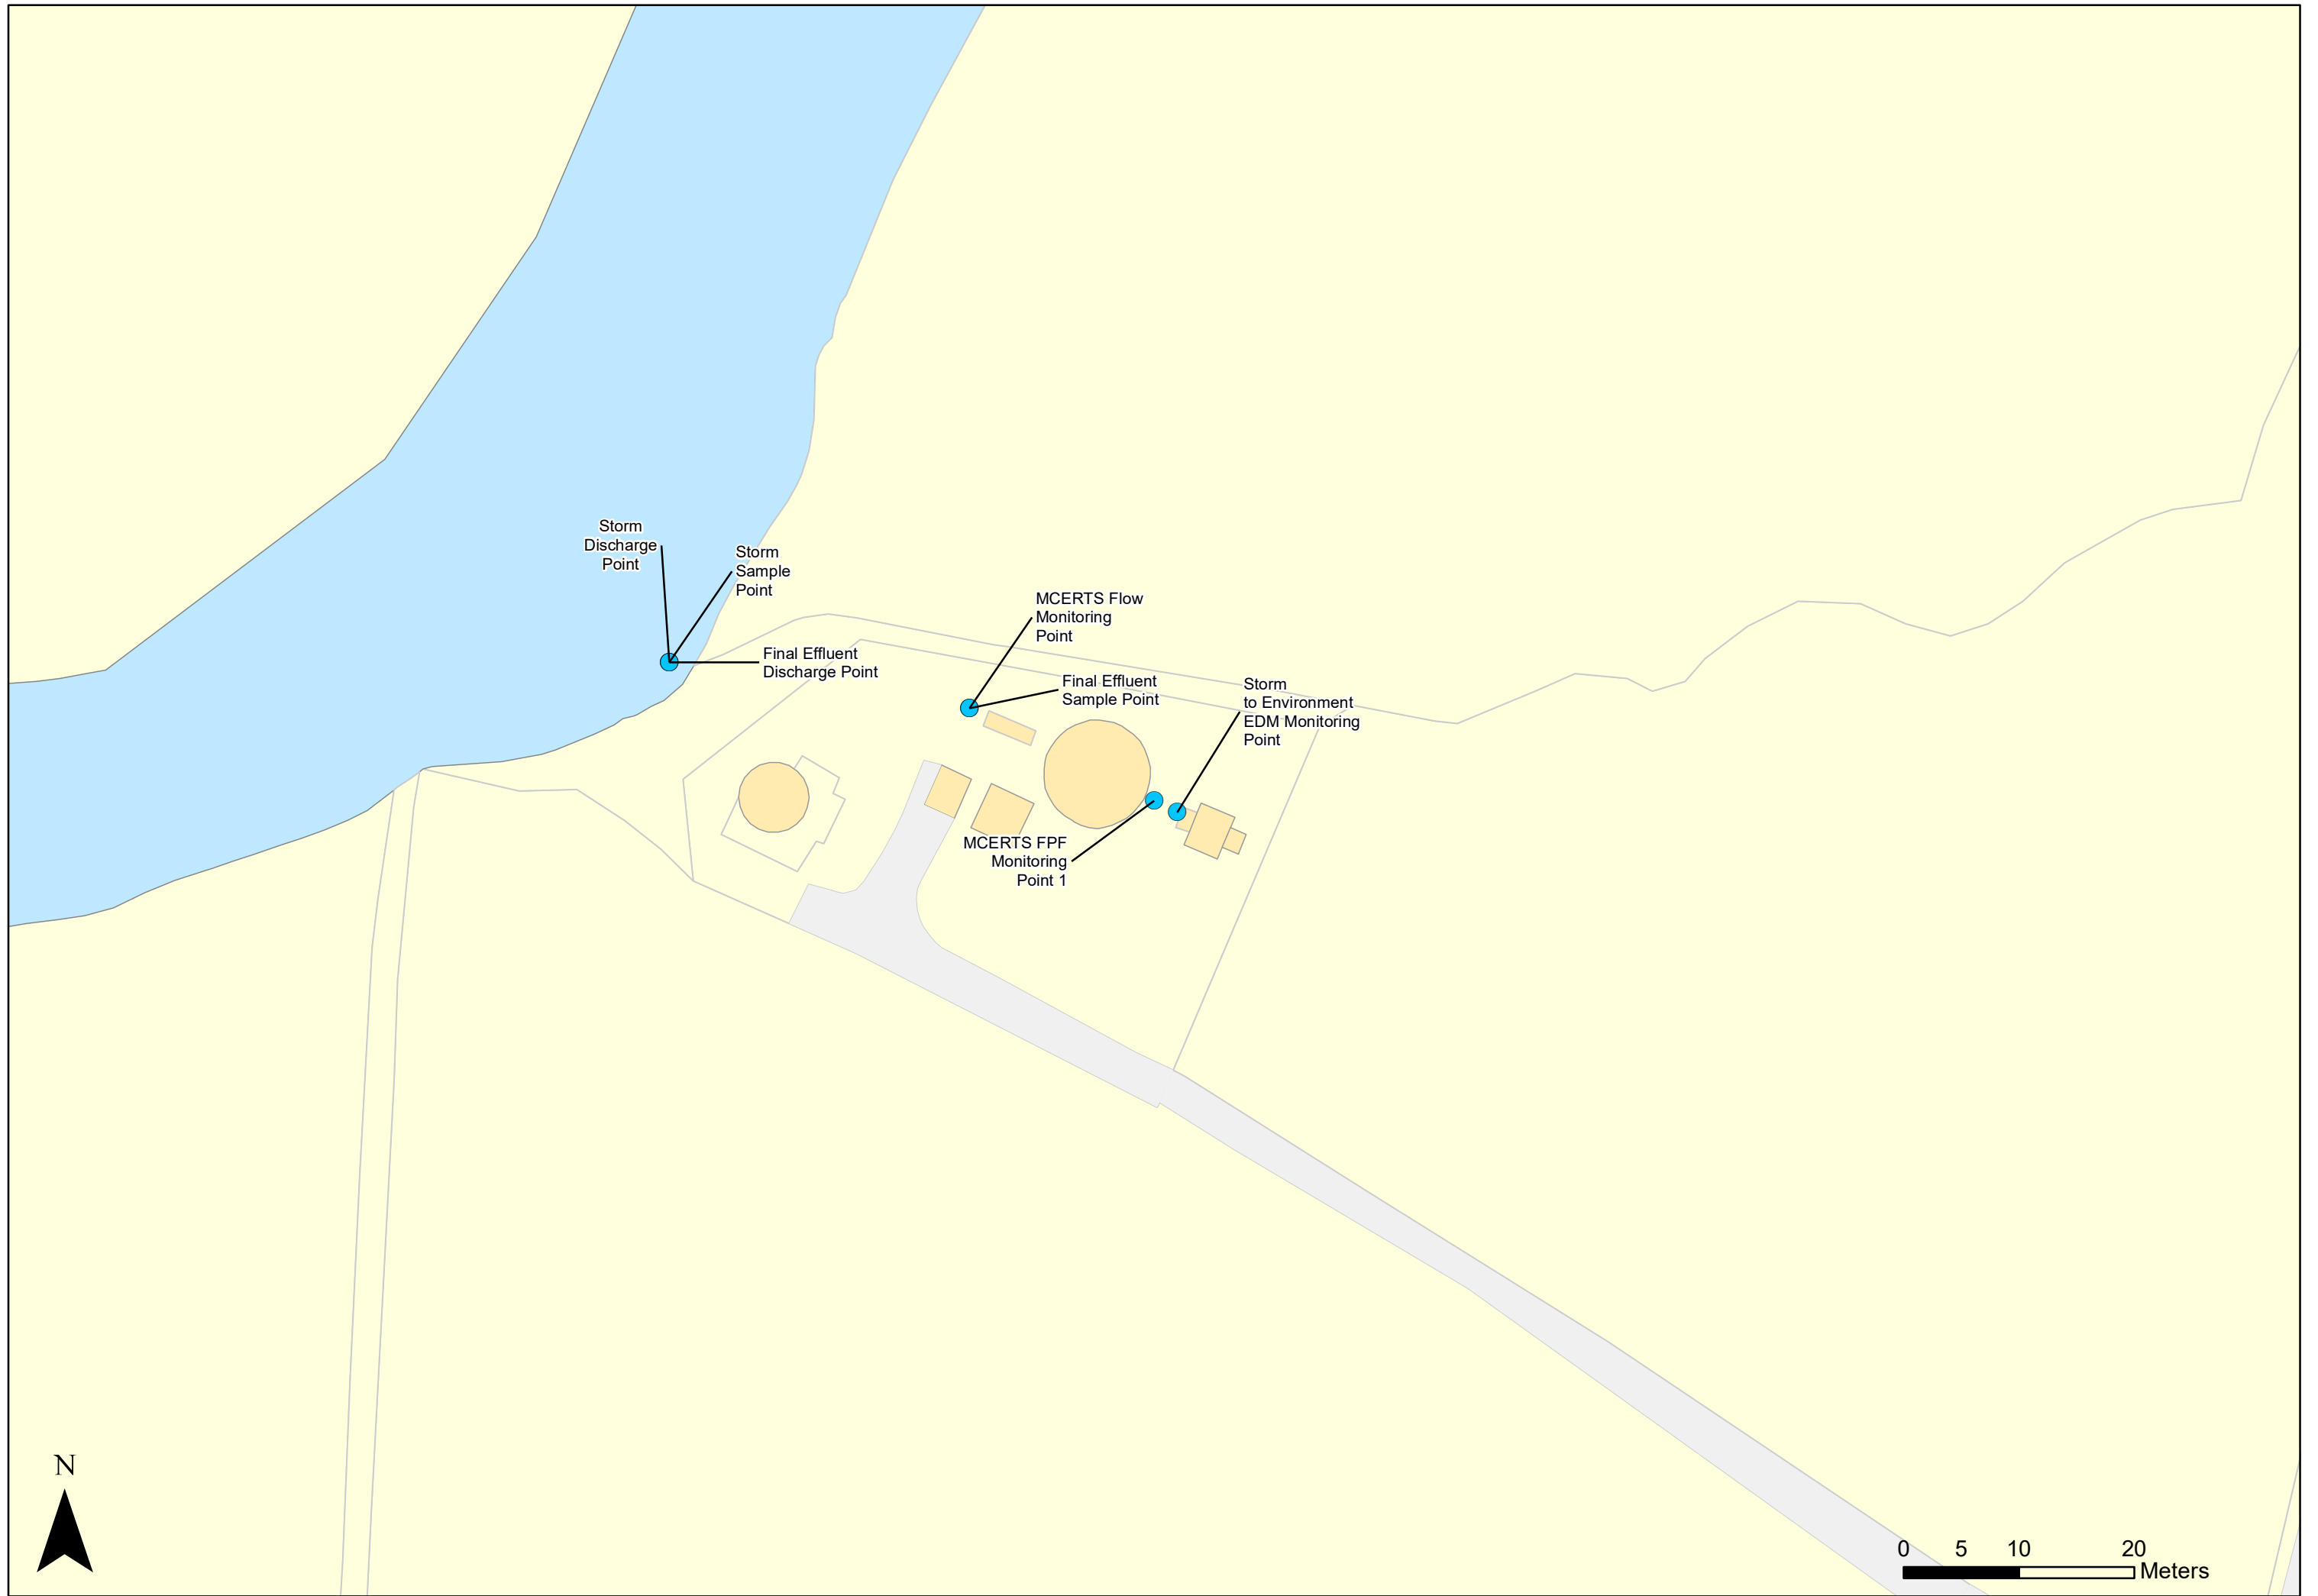 Storm
Discharge
Point
Storm
Sample
Point
MCERTS Flow
Monitoring
Point
Final Effluent
Discharge Point
Final Effluent
Sample Point
Storm
to Environment
EDM Monitoring
Point
MCERTS FPF
Monitoring
Point 1
N
0 5 10 20
Meters